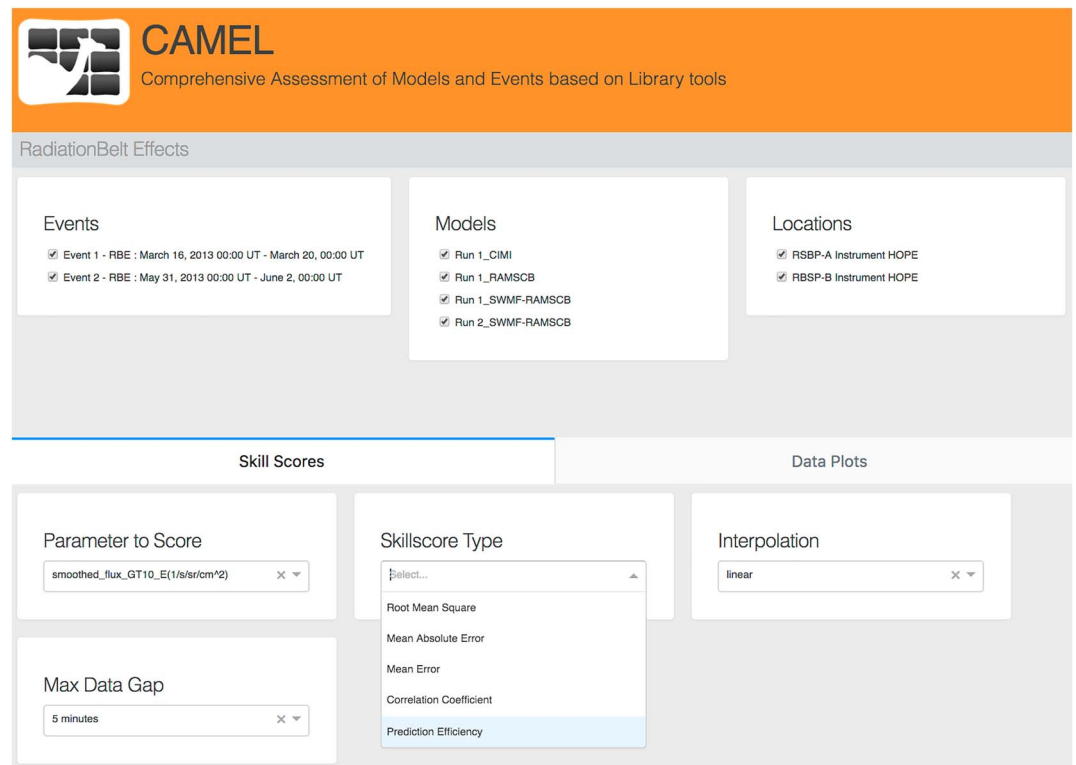 CAMEL
Comprehensive Assessment of Models and Events based on Library tools
RadiationBelt Effects
Events
Event 1 - RBE : March 16, 2013 00:00 UT - March 20, 00:00 UT
Event 2 - RBE : May 31, 2013 00:00 UT - June 2, 00:00 UT
Models
Run 1_CIMI
Run 1_RAMSCB
Run 1_SWMF-RAMSCB
Run 2_SWMF-RAMSCB
Locations
RSBP-A Instrument HOPE
RBSP-B Instrument HOPE
Skill Scores
Data Plots
Parameter to Score
smoothed_flux_GT10_E(1/s/sr/cm^2)
Skillscore Type
Select...
Root Mean Square
Mean Absolute Error
Mean Error
Correlation Coefficient
Prediction Efficiency
Interpolation
linear
Max Data Gap
5 minutes